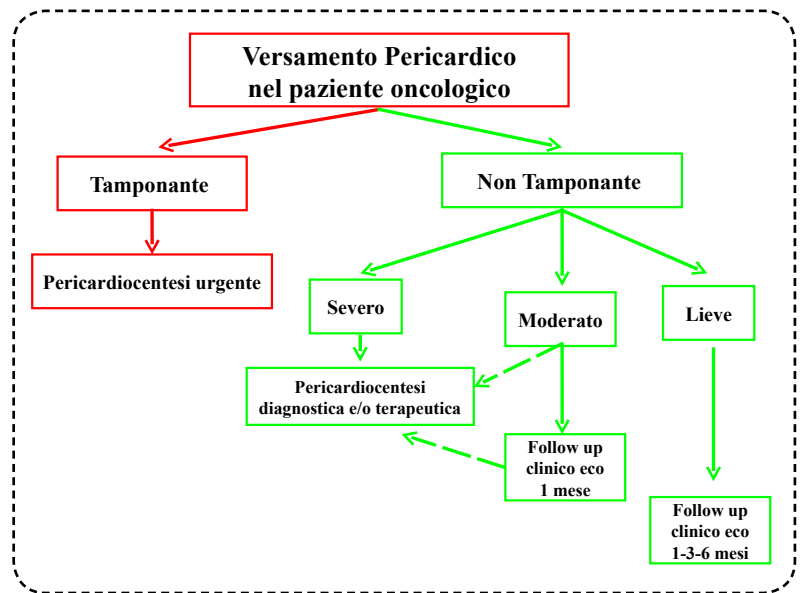 Versamento Pericardico
nel paziente oncologico
Tamponante
Non Tamponante
Pericardiocentesi urgente
Severo
Moderato
Lieve
Pericardiocentesi
diagnostica e/o terapeutica
Follow up
clinico eco
1 mese
Follow up
clinico eco
1-3-6 mesi